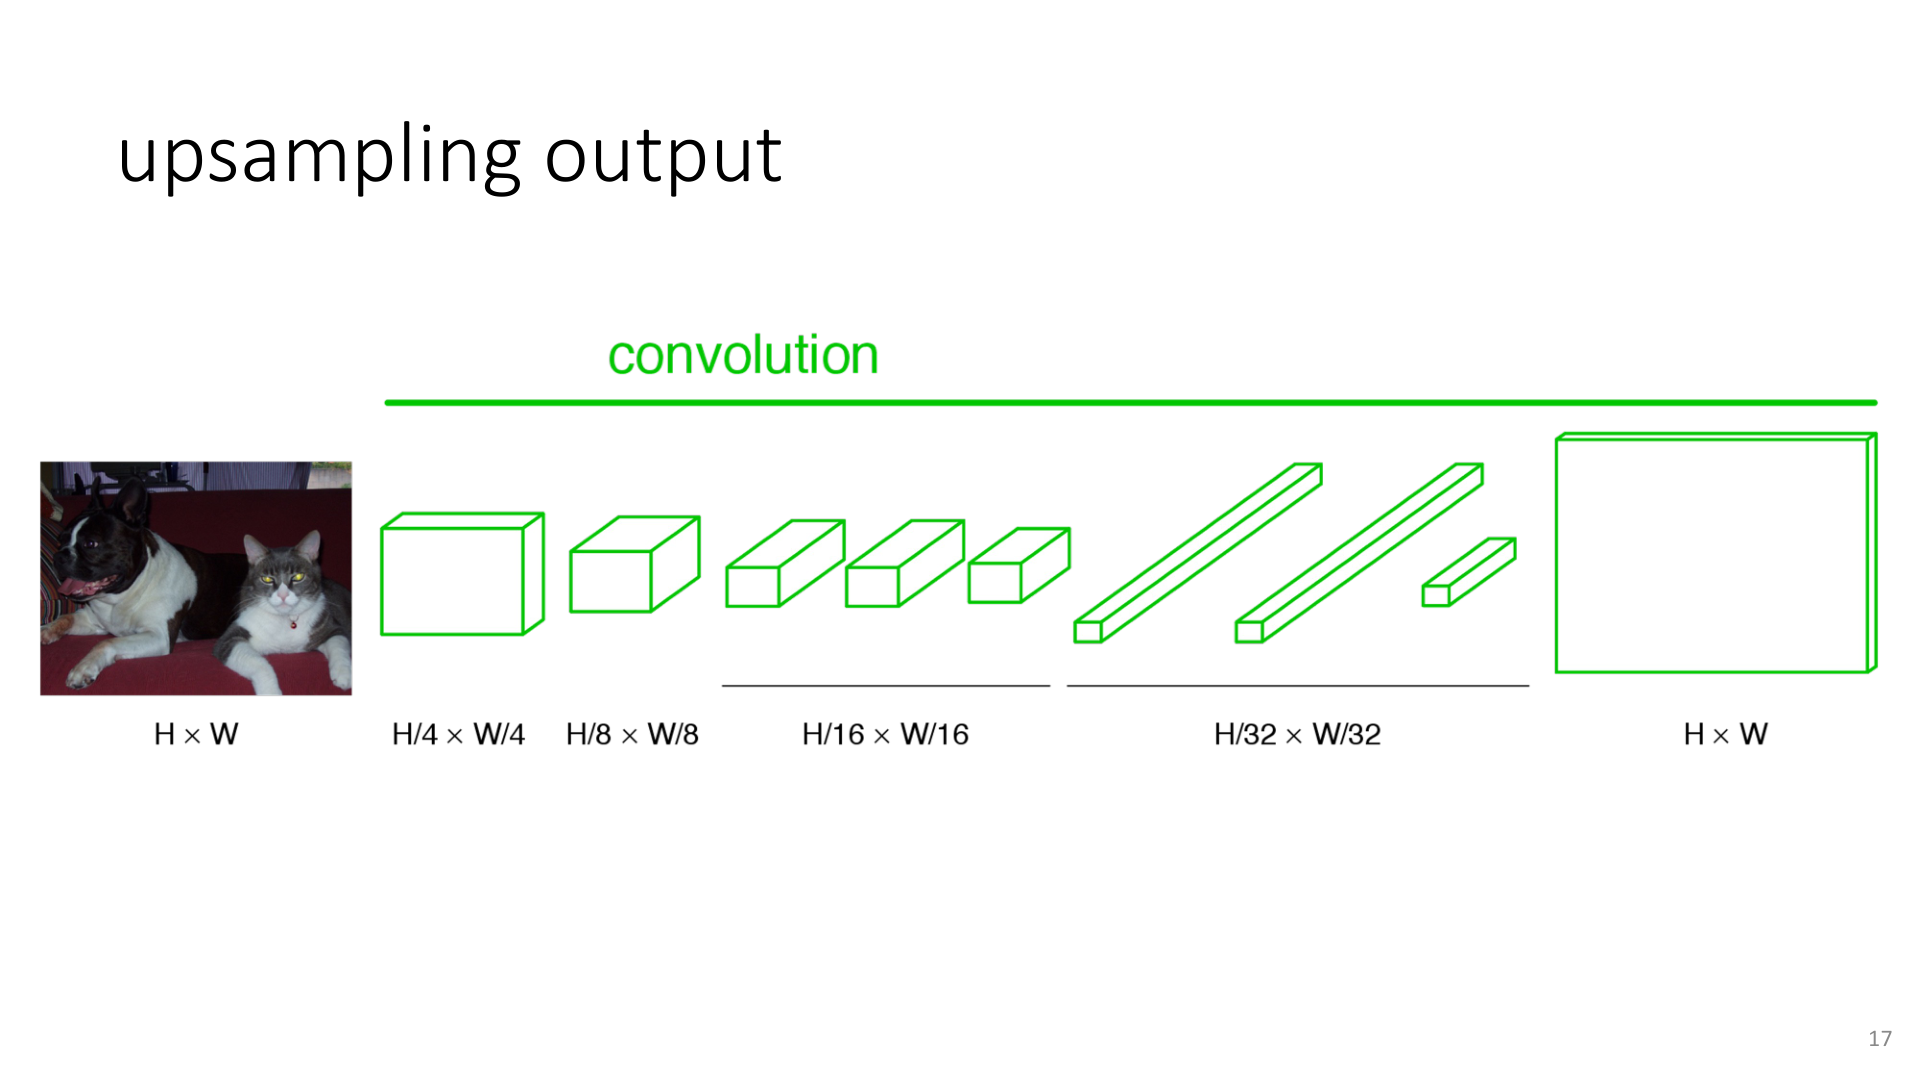 upsampling output
convolution
H × W
H/4 × W/4
H/8 × W/8
H/16 × W/16
H/32 × W/32
H × W
17